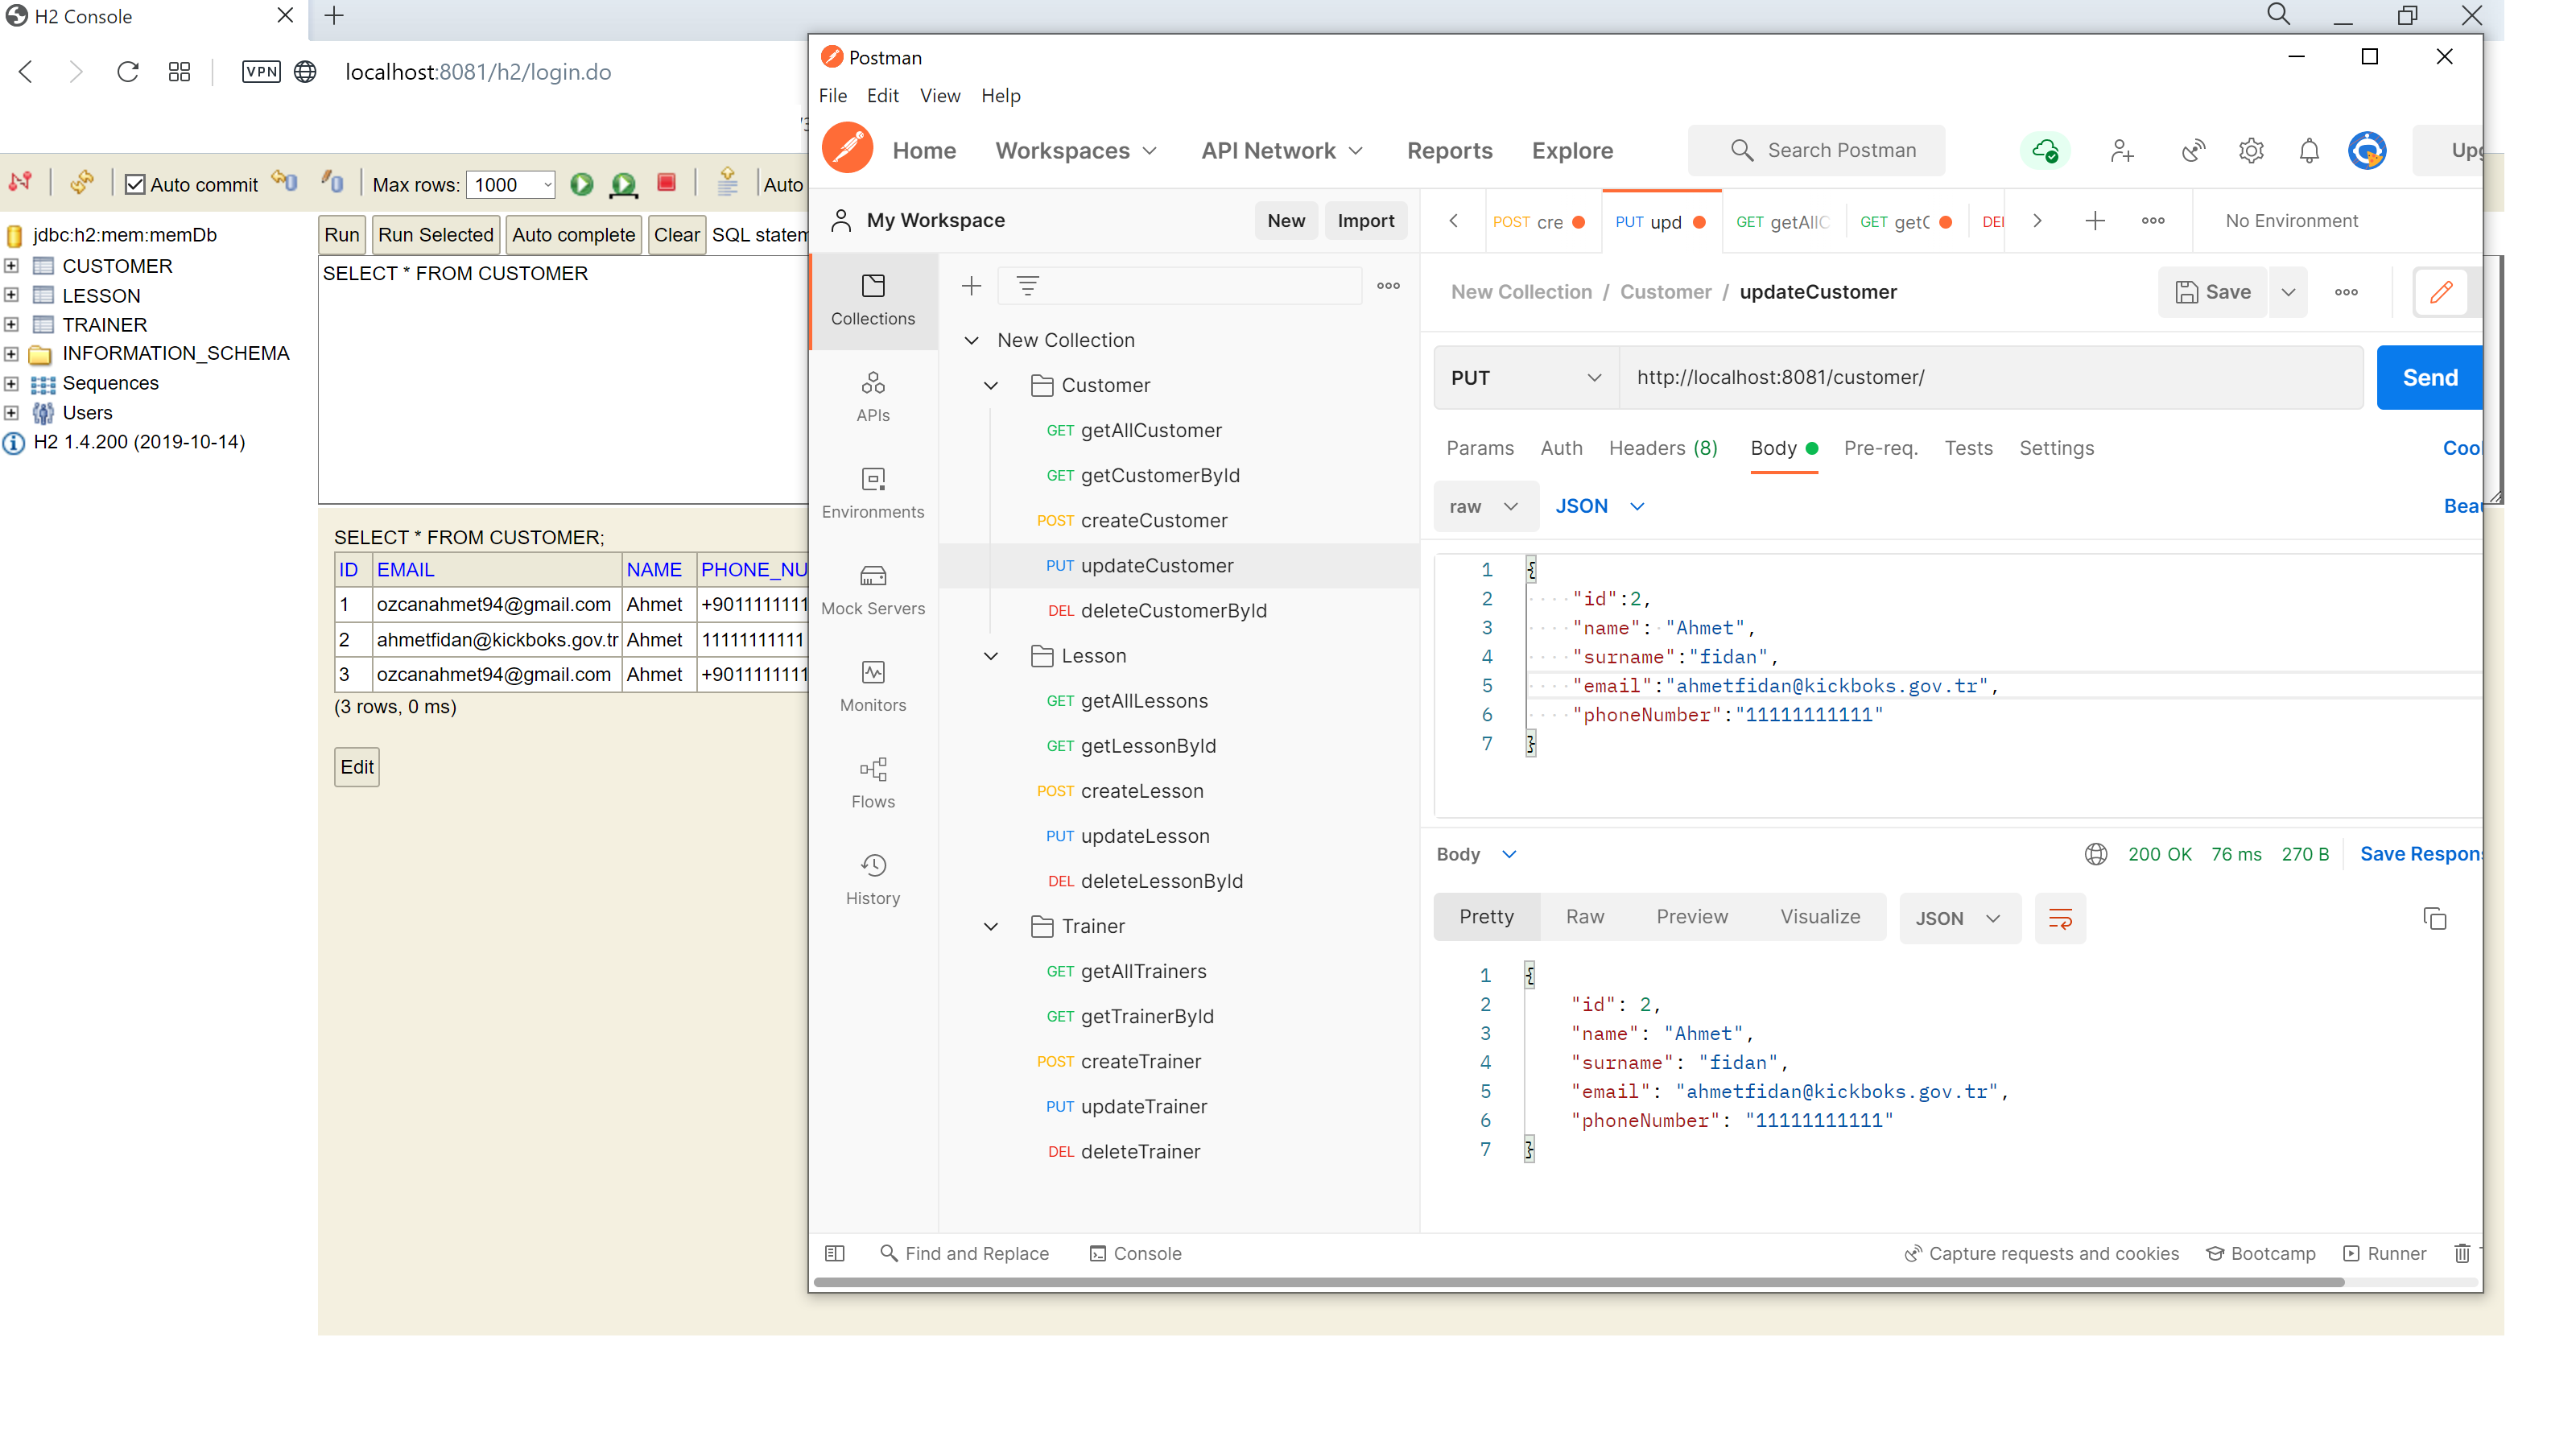 H2 Console
VPN
localhost:8081/h2/login.do
Auto commit
Max rows: 1000
Auto
jdbc:h2:mem:memDb
CUSTOMER
LESSON
TRAINER
INFORMATION_SCHEMA
Sequences
Users
H2 1.4.200 (2019-10-14)
Run Run Selected Auto complete Clear SQL statem
SELECT * FROM CUSTOMER
SELECT * FROM CUSTOMER;
ID EMAIL NAME PHONE_NU
1 ozcanahmet94@gmail.com Ahmet +9011111111
2 ahmetfidan@kickboks.gov.tr Ahmet 11111111111
3 ozcanahmet94@gmail.com Ahmet +9011111111
(3 rows, 0 ms)
Edit
Postman
File Edit View Help
Home Workspaces API Network Reports Explore Search Postman Upg
My Workspace New Import
POST cre PUT upd GET getAllC GET getC DEL No Environment
Collections
APIs
Environments
Mock Servers
Monitors
Flows
History
New Collection
Customer
GET getAllCustomer
GET getCustomerById
POST createCustomer
PUT updateCustomer
DEL deleteCustomerById
Lesson
GET getAllLessons
GET getLessonById
POST createLesson
PUT updateLesson
DEL deleteLessonById
Trainer
GET getAllTrainers
GET getTrainerById
POST createTrainer
PUT updateTrainer
DEL deleteTrainer
New Collection / Customer / updateCustomer Save
PUT http://localhost:8081/customer/ Send
Params Auth Headers (8) Body Pre-req. Tests Settings Cool
raw JSON Beau
1 {
2 "id":2,
3 "name": "Ahmet",
4 "surname":"fidan",
5 "email":"ahmetfidan@kickboks.gov.tr",
6 "phoneNumber":"11111111111"
7 }
Body 200 OK 76 ms 270 B Save Respons
Pretty Raw Preview Visualize JSON
1 {
2 "id": 2,
3 "name": "Ahmet",
4 "surname": "fidan",
5 "email": "ahmetfidan@kickboks.gov.tr",
6 "phoneNumber": "11111111111"
7 }
Find and Replace Console Capture requests and cookies Bootcamp Runner